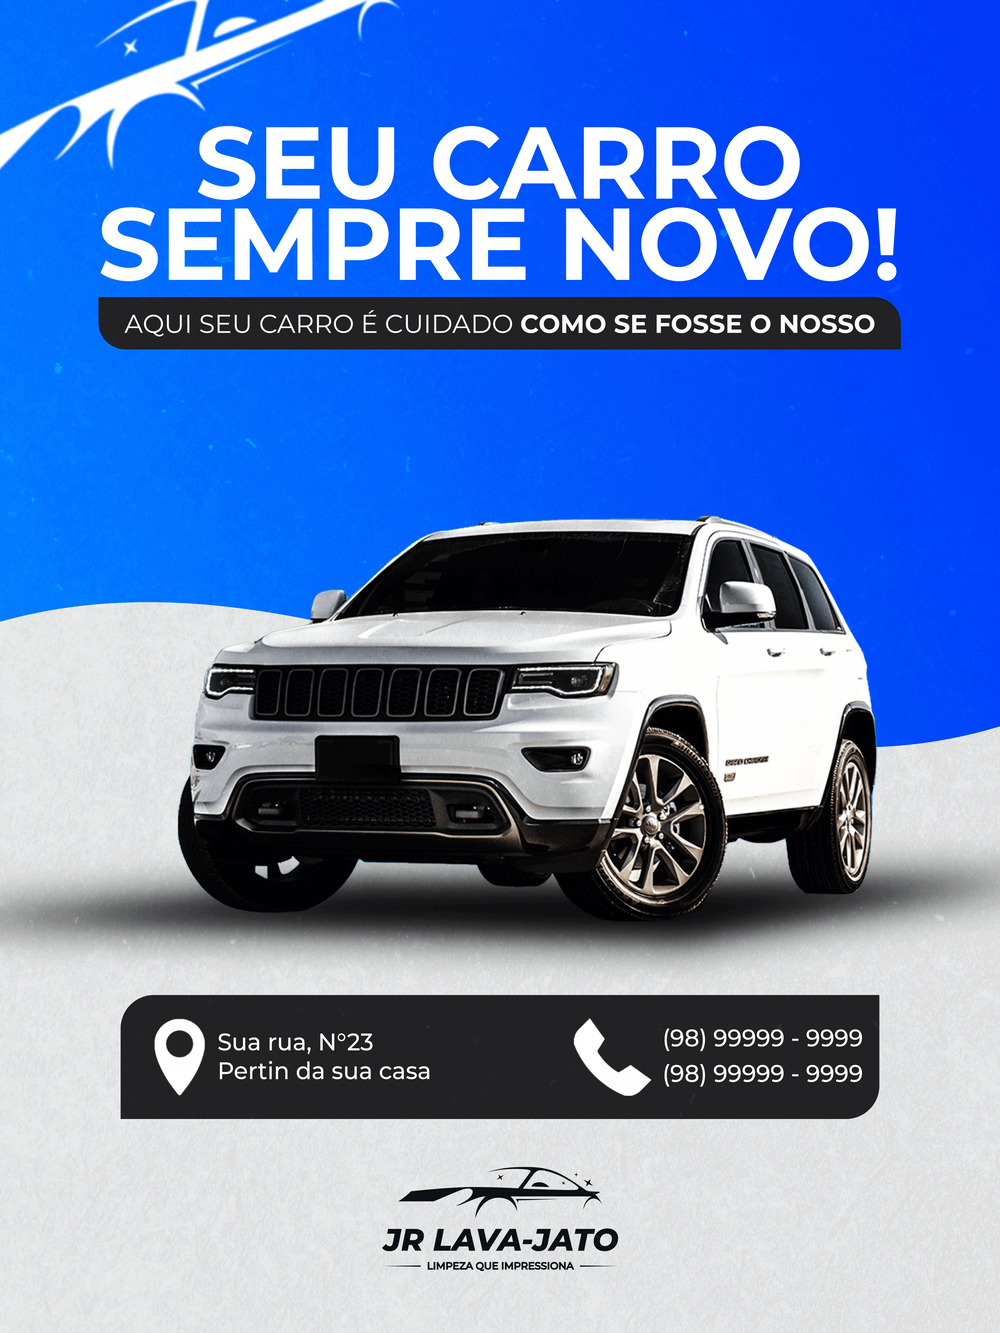 SEU CARRO
SEMPRE NOVO!
AQUI SEU CARRO É CUIDADO COMO SE FOSSE O NOSSO
Sua rua, N°23
Pertin da sua casa
(98) 99999 - 9999
(98) 99999 - 9999
JR LAVA-JATO
LIMPEZA QUE IMPRESSIONA